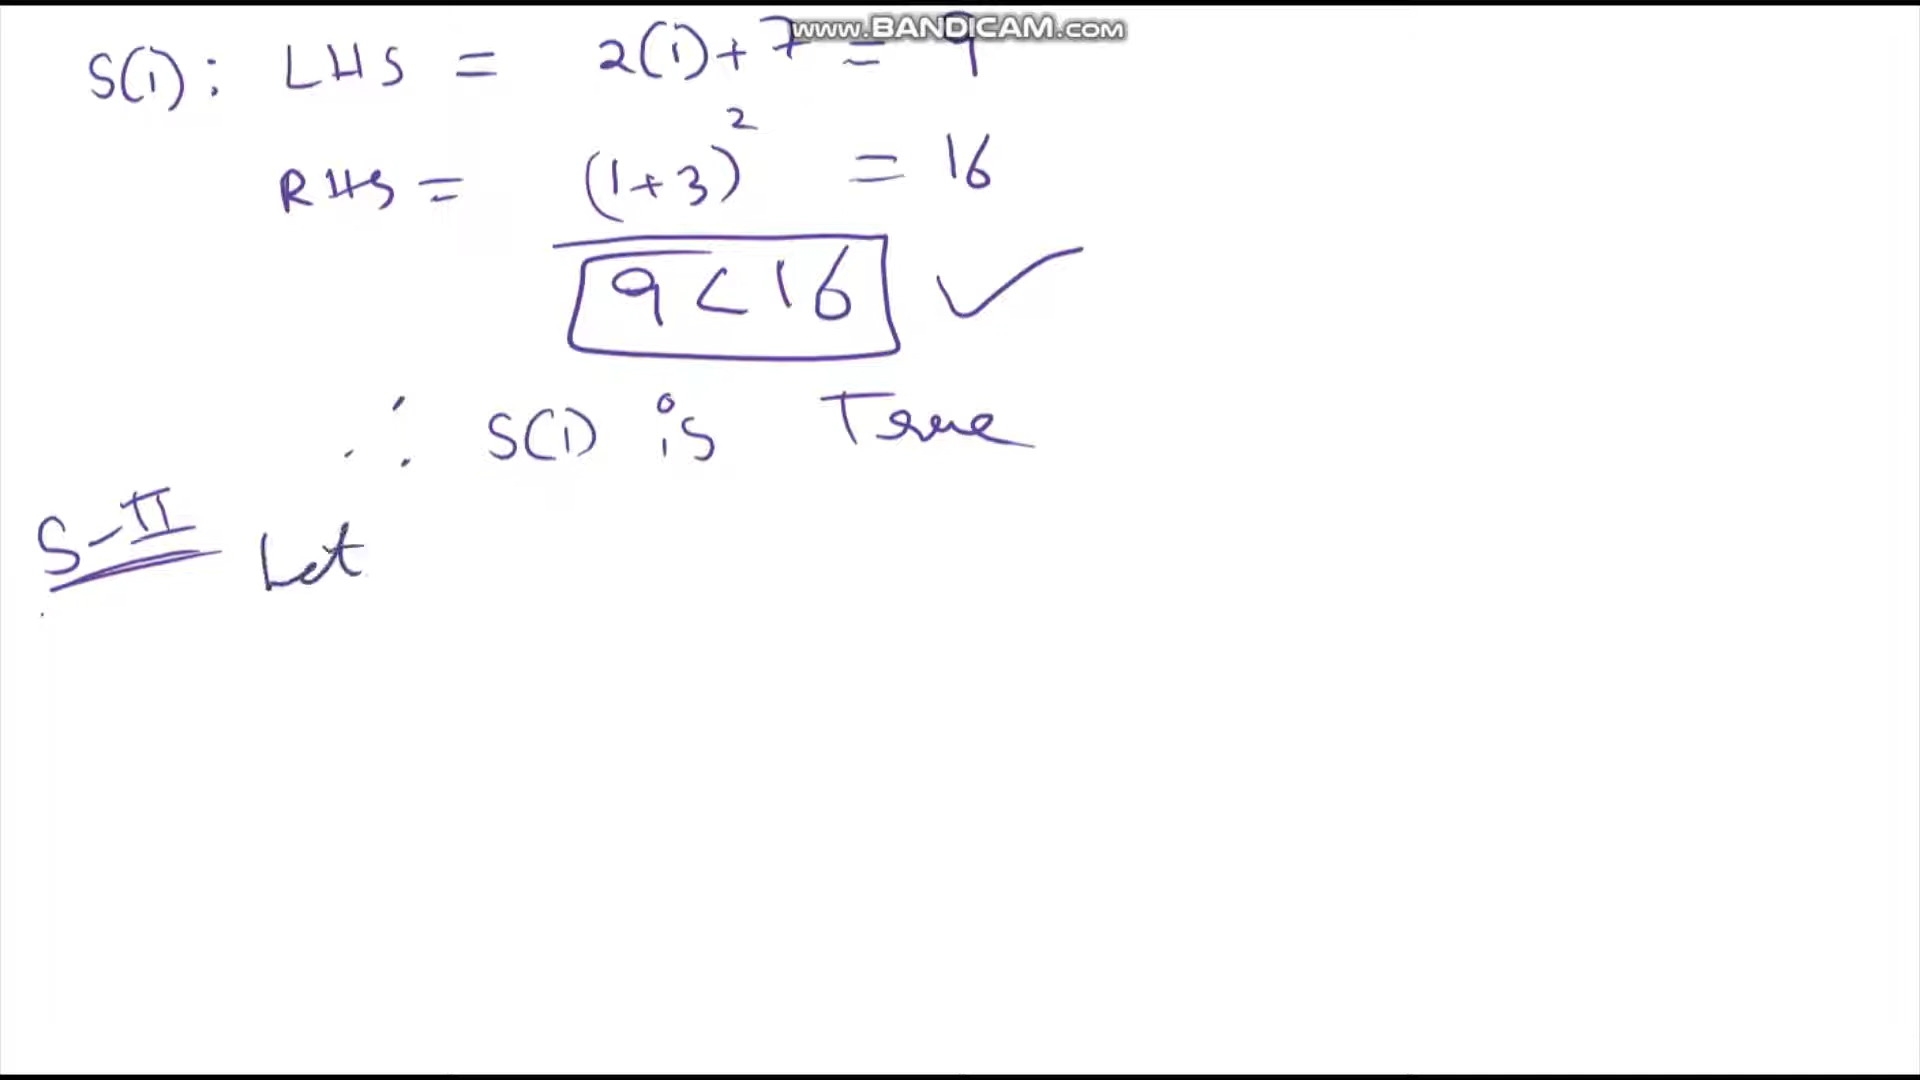 www.BANDICAM.com
S(1): LHS = 2(1)+7 = 9
RHS = (1+3)² = 16
9 < 16 ✓
∴ S(1) is True
S-II Let